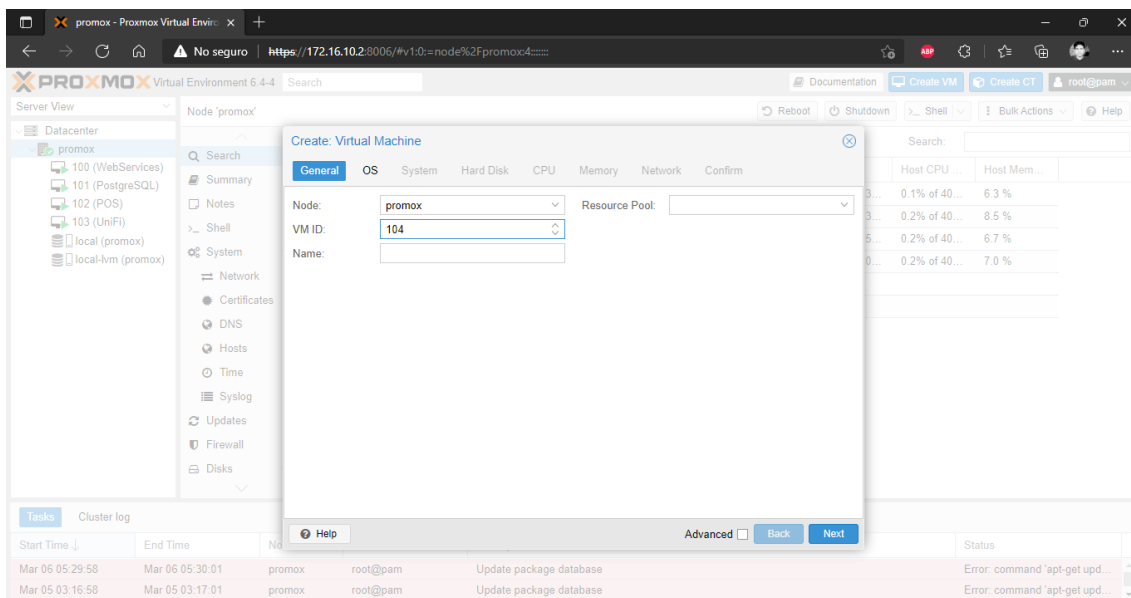 promox - Proxmox Virtual Enviro
No seguro https://172.16.10.2:8006/#v1:0:=node%2Fpromox:4:::::::
ABP
PROXMOX Virtual Environment 6.4-4 Search Documentation Create VM Create CT root@pam
Server View Node 'promox' Reboot Shutdown >_ Shell Bulk Actions Help
Datacenter
promox
100 (WebServices)
101 (PostgreSQL)
102 (POS)
103 (UniFi)
local (promox)
local-lvm (promox)
Search
Summary
Notes
>_ Shell
System
Network
Certificates
DNS
Hosts
Time
Syslog
Updates
Firewall
Disks
Search:
Host CPU ... Host Mem...
3... 0.1% of 40... 6.3 %
3... 0.2% of 40... 8.5 %
5... 0.2% of 40... 6.7 %
0... 0.2% of 40... 7.0 %
Create: Virtual Machine
General OS System Hard Disk CPU Memory Network Confirm
Node: promox Resource Pool:
VM ID: 104
Name:
Help Advanced Back Next
Tasks Cluster log
Start Time End Time No Status
Mar 06 05:29:58 Mar 06 05:30:01 promox root@pam Update package database Error: command 'apt-get upd...
Mar 05 03:16:58 Mar 05 03:17:01 promox root@pam Update package database Error: command 'apt-get upd...